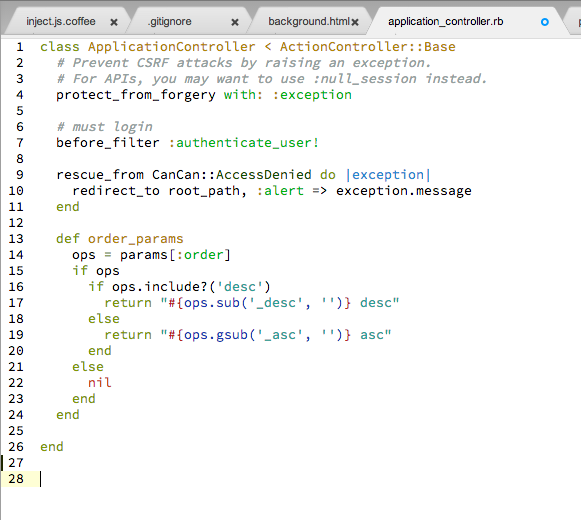 inject.js.coffee × .gitignore × background.html × application_controller.rb
1 class ApplicationController < ActionController::Base
2   # Prevent CSRF attacks by raising an exception.
3   # For APIs, you may want to use :null_session instead.
4   protect_from_forgery with: :exception
5
6   # must login
7   before_filter :authenticate_user!
8
9   rescue_from CanCan::AccessDenied do |exception|
10     redirect_to root_path, :alert => exception.message
11   end
12
13   def order_params
14     ops = params[:order]
15     if ops
16       if ops.include?('desc')
17         return "#{ops.sub('_desc', '')} desc"
18       else
19         return "#{ops.gsub('_asc', '')} asc"
20       end
21     else
22       nil
23     end
24   end
25
26 end
27
28